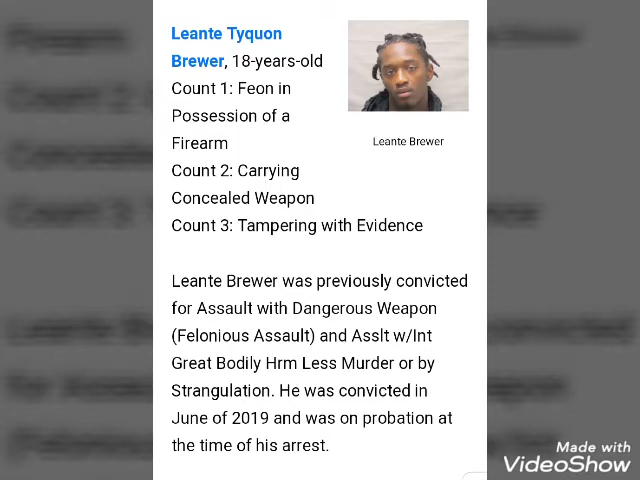 Leante Tyquon
Brewer, 18-years-old
Count 1: Feon in
Possession of a
Firearm
Count 2: Carrying
Concealed Weapon
Count 3: Tampering with Evidence
Leante Brewer
Leante Brewer was previously convicted
for Assault with Dangerous Weapon
(Felonious Assault) and Asslt w/Int
Great Bodily Hrm Less Murder or by
Strangulation. He was convicted in
June of 2019 and was on probation at
the time of his arrest.
Made with
VideoShow